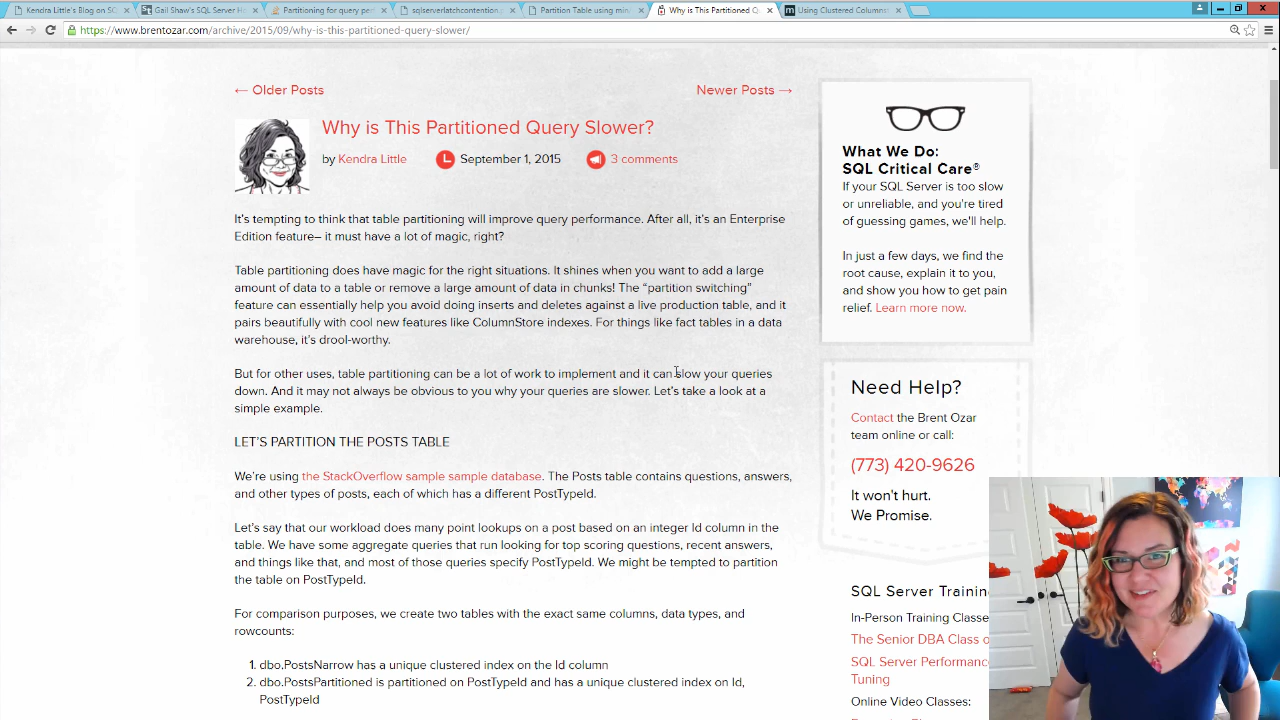 Kendra Little's Blog on SQ
Gail Shaw's SQL Server H
Partitioning for query per
sqlserverlatchcontention.
Partition Table using min
Why is This Partitioned Q
Using Clustered Columns
https://www.brentozar.com/archive/2015/09/why-is-this-partitioned-query-slower/
← Older Posts
Newer Posts →
Why is This Partitioned Query Slower?
by Kendra Little
September 1, 2015
3 comments
It's tempting to think that table partitioning will improve query performance. After all, it's an Enterprise
Edition feature– it must have a lot of magic, right?
Table partitioning does have magic for the right situations. It shines when you want to add a large
amount of data to a table or remove a large amount of data in chunks! The “partition switching”
feature can essentially help you avoid doing inserts and deletes against a live production table, and it
pairs beautifully with cool new features like ColumnStore indexes. For things like fact tables in a data
warehouse, it's drool-worthy.
But for other uses, table partitioning can be a lot of work to implement and it can slow your queries
down. And it may not always be obvious to you why your queries are slower. Let's take a look at a
simple example.
LET'S PARTITION THE POSTS TABLE
We're using the StackOverflow sample sample database. The Posts table contains questions, answers,
and other types of posts, each of which has a different PostTypeId.
Let's say that our workload does many point lookups on a post based on an integer Id column in the
table. We have some aggregate queries that run looking for top scoring questions, recent answers,
and things like that, and most of those queries specify PostTypeId. We might be tempted to partition
the table on PostTypeId.
For comparison purposes, we create two tables with the exact same columns, data types, and
rowcounts:
1. dbo.PostsNarrow has a unique clustered index on the Id column
2. dbo.PostsPartitioned is partitioned on PostTypeId and has a unique clustered index on Id,
PostTypeId
What We Do:
SQL Critical Care®
If your SQL Server is too slow
or unreliable, and you're tired
of guessing games, we'll help.
In just a few days, we find the
root cause, explain it to you,
and show you how to get pain
relief. Learn more now.
Need Help?
Contact the Brent Ozar
team online or call:
(773) 420-9626
It won't hurt.
We Promise.
SQL Server Training
In-Person Training Classe
The Senior DBA Class o
SQL Server Performance
Tuning
Online Video Classes: